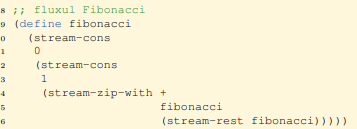 8 ;; fluxul Fibonacci
9 (define fibonacci
0 (stream-cons
1 0
2 (stream-cons
3 1
4 (stream-zip-with +
5 fibonacci
6 (stream-rest fibonacci)))))